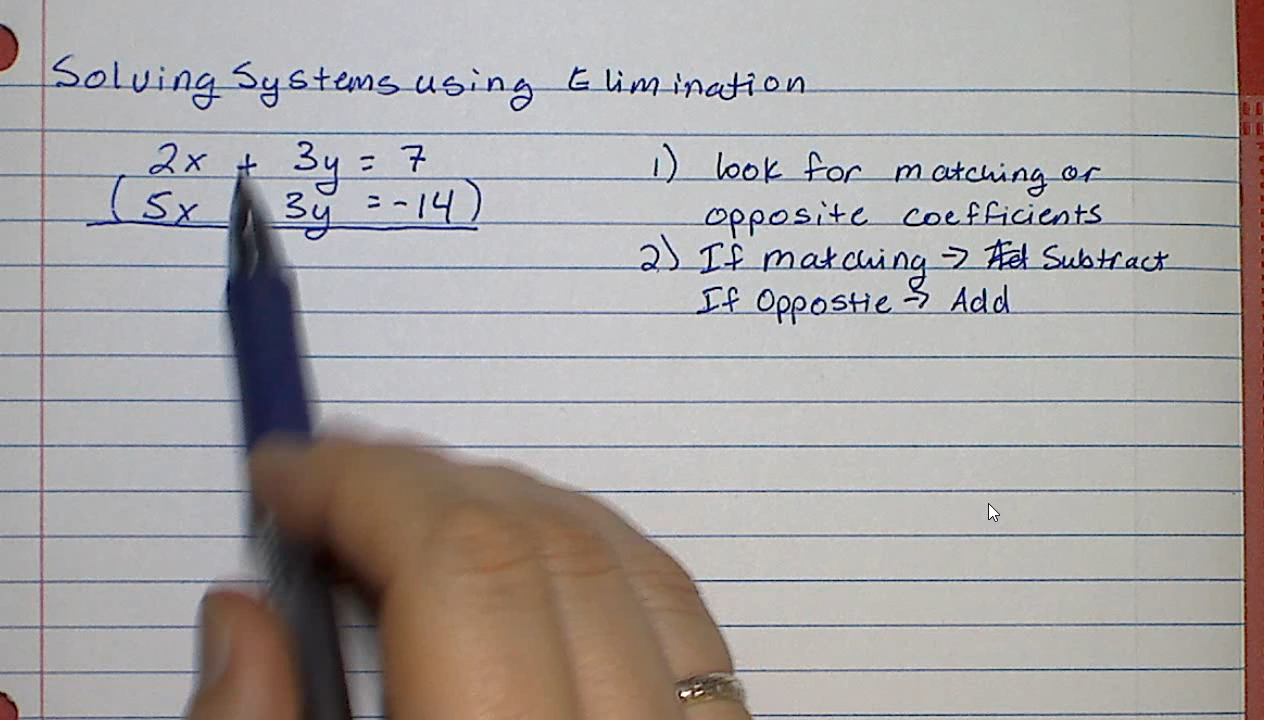 Solving Systems using Elimination
2x + 3y = 7
(5x 3y = -14)
1) look for matching or
opposite coefficients
2) If matching → Subtract
If Oppostie → Add